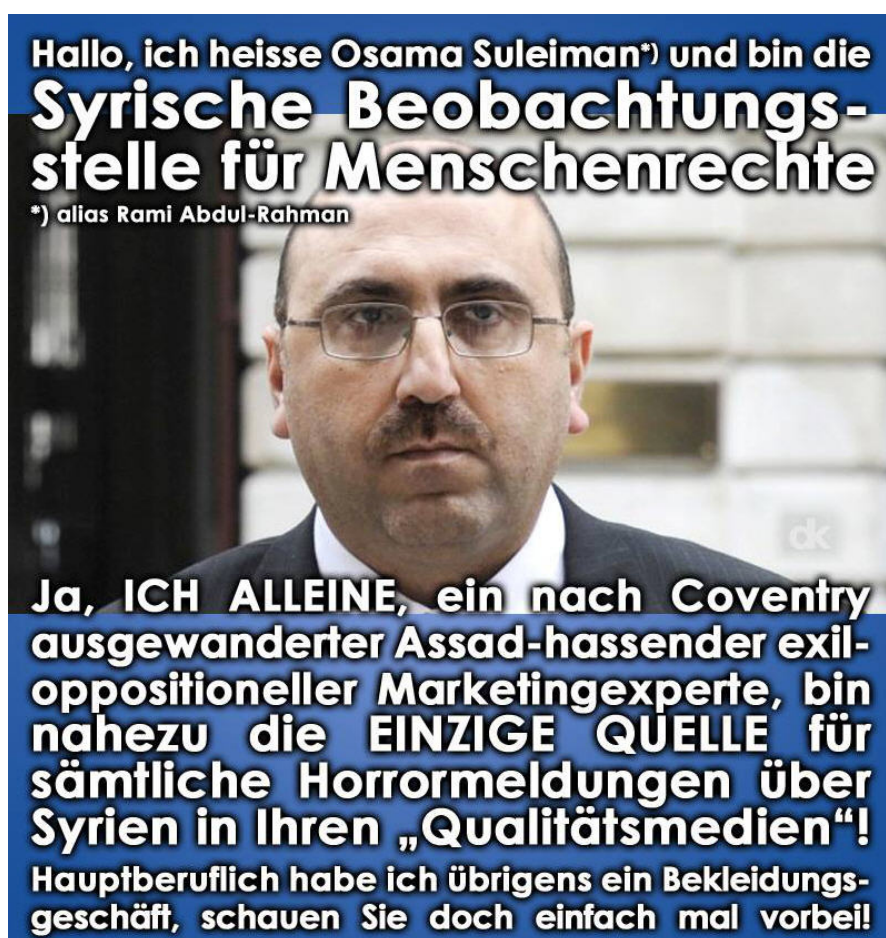 Hallo, ich heisse Osama Suleiman*) und bin die
Syrische Beobachtungs-
stelle für Menschenrechte
*) alias Rami Abdul-Rahman
dk
Ja, ICH ALLEINE, ein nach Coventry
ausgewanderter Assad-hassender exil-
oppositioneller Marketingexperte, bin
nahezu die EINZIGE QUELLE für
sämtliche Horrormeldungen über
Syrien in Ihren „Qualitätsmedien“!
Hauptberuflich habe ich übrigens ein Bekleidungs-
geschäft, schauen Sie doch einfach mal vorbei!